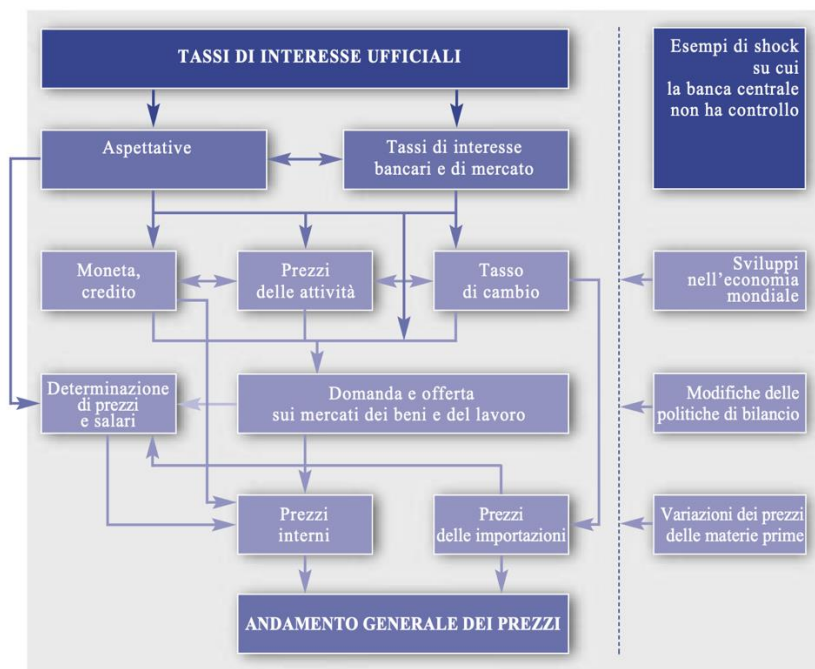 TASSI DI INTERESSE UFFICIALI
Esempi di shock
su cui
la banca centrale
non ha controllo
Aspettative
Tassi di interesse
bancari e di mercato
Moneta,
credito
Prezzi
delle attività
Tasso
di cambio
Sviluppi
nell’economia
mondiale
Determinazione
di prezzi
e salari
Domanda e offerta
sui mercati dei beni e del lavoro
Modifiche delle
politiche di bilancio
Prezzi
interni
Prezzi
delle importazioni
Variazioni dei prezzi
delle materie prime
ANDAMENTO GENERALE DEI PREZZI